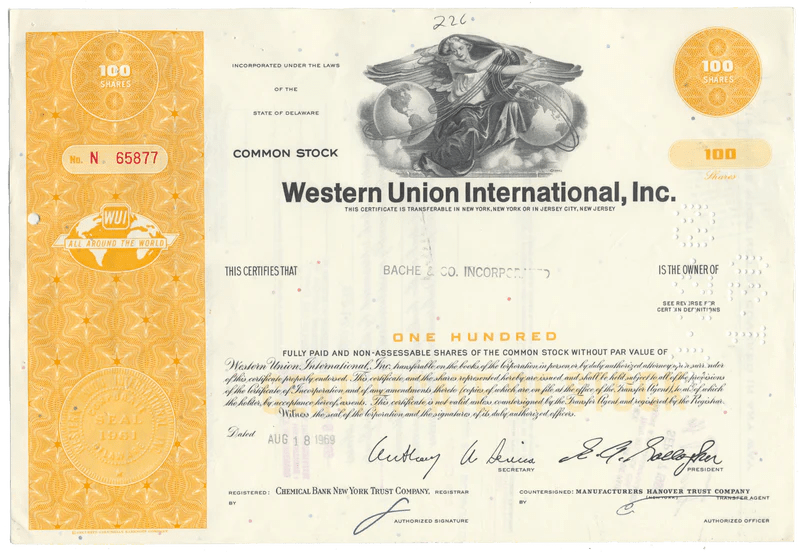 226
INCORPORATED UNDER THE LAWS
OF THE
STATE OF DELAWARE
COMMON STOCK
100
SHARES
No. N 65877
WUI
ALL AROUND THE WORLD
SEAL
1961
100
SHARES
100
Shares
Western Union International, Inc.
THIS CERTIFICATE IS TRANSFERABLE IN NEW YORK, NEW YORK OR IN JERSEY CITY, NEW JERSEY
THIS CERTIFIES THAT BACHE & CO. INCORPORATED IS THE OWNER OF
SEE REVERSE FOR
CERTAIN DEFINITIONS
ONE HUNDRED
FULLY PAID AND NON-ASSESSABLE SHARES OF THE COMMON STOCK WITHOUT PAR VALUE OF
Western Union International, Inc. transferable on the books of the Corporation in person or by duly authorized attorney upon surrender
of this certificate properly endorsed. This certificate and the shares represented hereby are issued and shall be held subject to all of the provisions
of the Certificate of Incorporation and of any amendments thereto (copies of which are on file at the office of the Transfer Agent), to all of which
the holder, by acceptance hereof, assents. This certificate is not valid unless countersigned by the Transfer Agent and registered by the Registrar.
Witness the seal of the Corporation and the signatures of its duly authorized officers.
Dated AUG 18 1969
SECRETARY
PRESIDENT
REGISTERED: CHEMICAL BANK NEW YORK TRUST COMPANY, REGISTRAR
BY
AUTHORIZED SIGNATURE
COUNTERSIGNED: MANUFACTURERS HANOVER TRUST COMPANY
(NEW YORK) TRANSFER AGENT
BY
AUTHORIZED OFFICER